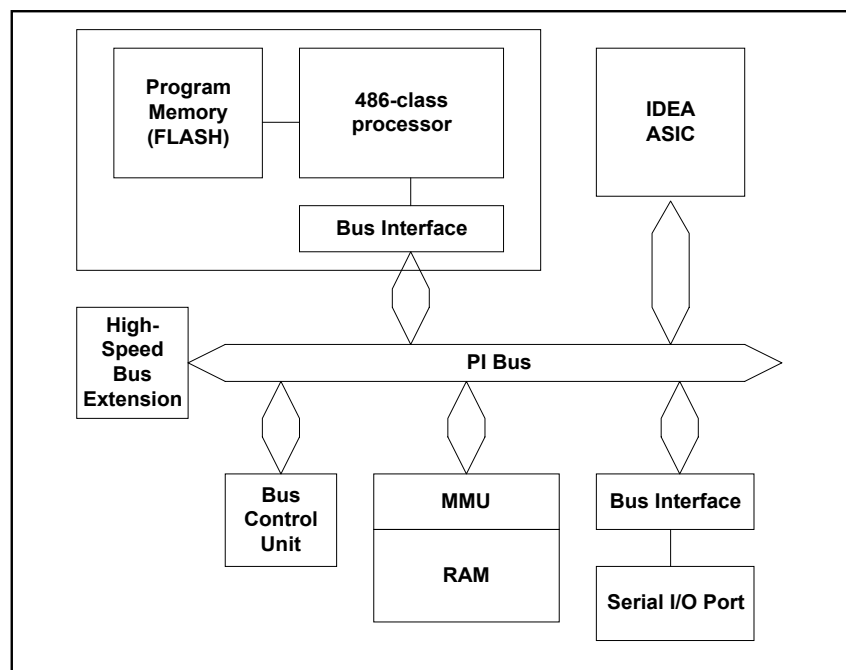 Program
Memory
(FLASH)
486-class
processor
IDEA
ASIC
Bus Interface
High-
Speed
Bus
Extension
PI Bus
Bus
Control
Unit
MMU
RAM
Bus Interface
Serial I/O Port